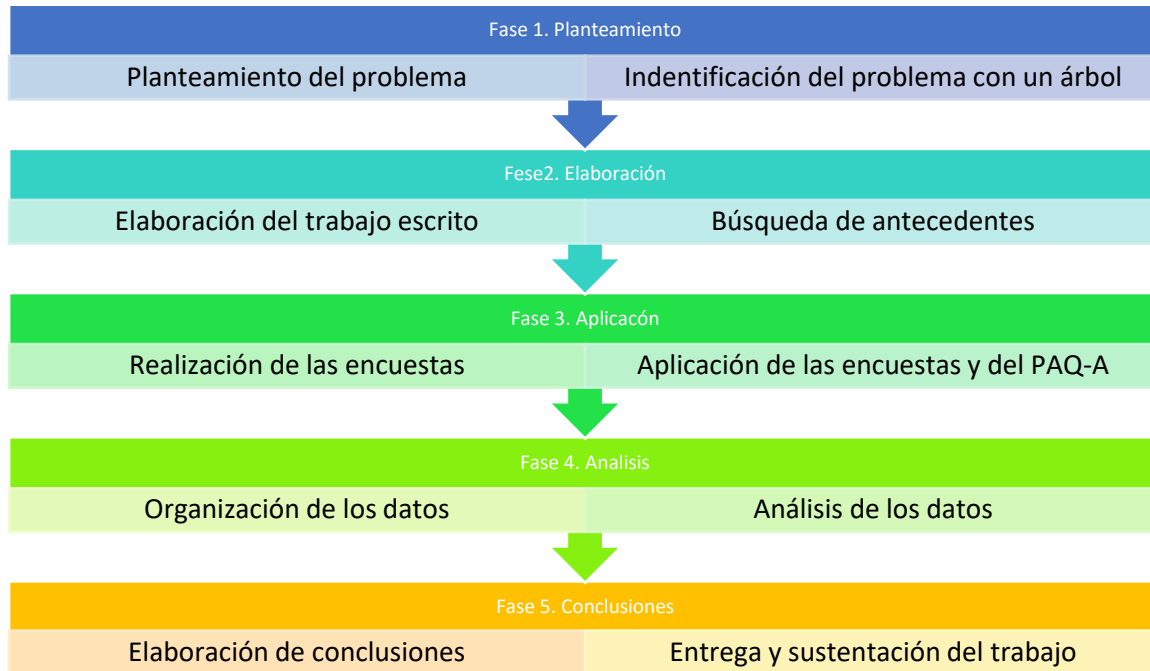 Fase 1. Planteamiento
Planteamiento del problema
Indentificación del problema con un árbol
Fese2. Elaboración
Elaboración del trabajo escrito
Búsqueda de antecedentes
Fase 3. Aplicacón
Realización de las encuestas
Aplicación de las encuestas y del PAQ-A
Fase 4. Analisis
Organización de los datos
Análisis de los datos
Fase 5. Conclusiones
Elaboración de conclusiones
Entrega y sustentación del trabajo